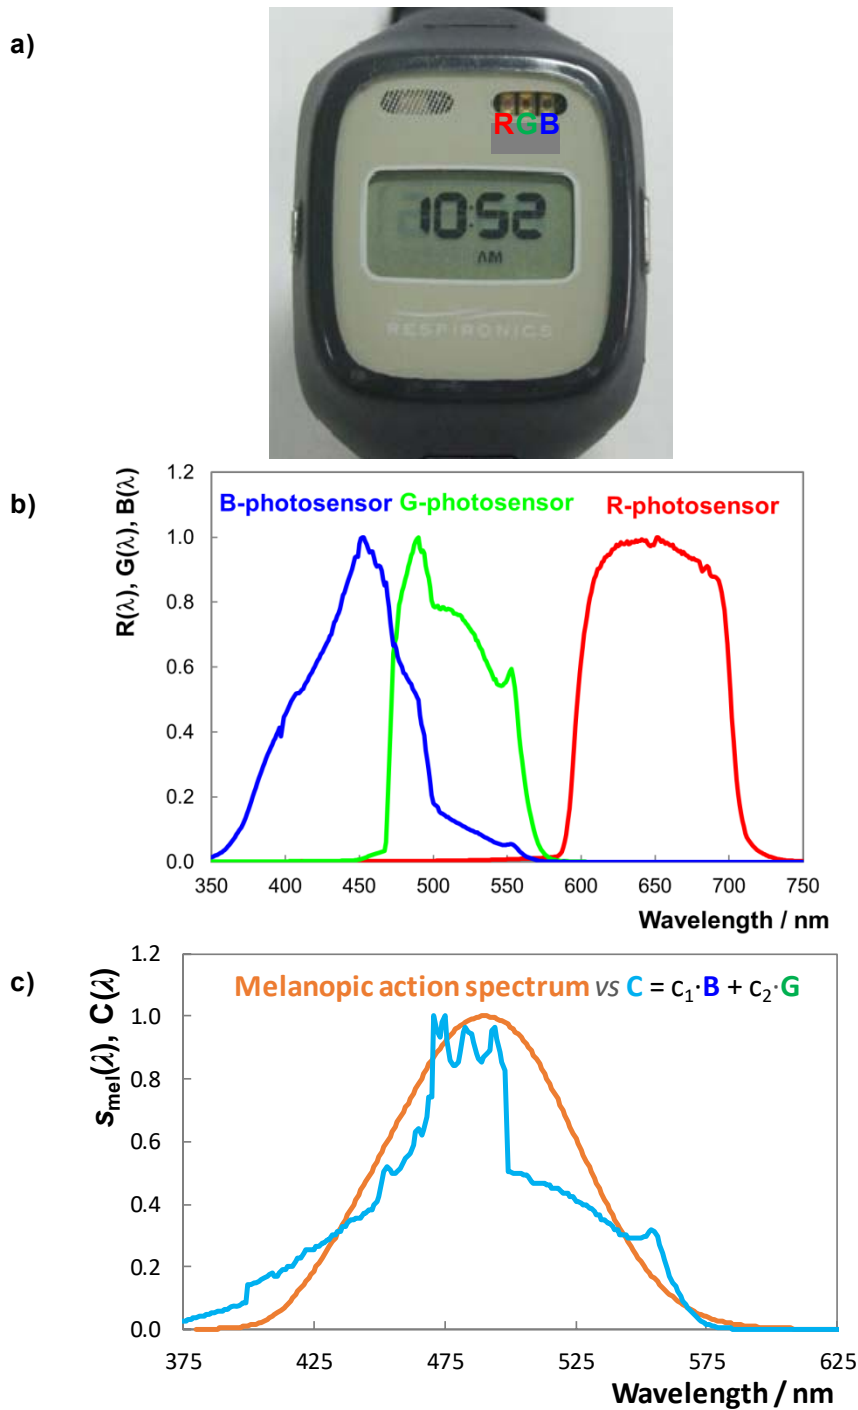 a)
RGB
10:52
AM
RESPIRONICS
b)
R(λ), G(λ), B(λ)
1.2
1.0
0.8
0.6
0.4
0.2
0.0
B-photosensor G-photosensor R-photosensor
350 400 450 500 550 600 650 700 750
Wavelength / nm
c)
s_mel(λ), C(λ)
1.2
1.0
0.8
0.6
0.4
0.2
0.0
Melanopic action spectrum vs C = c₁·B + c₂·G
375 425 475 525 575 625
Wavelength / nm